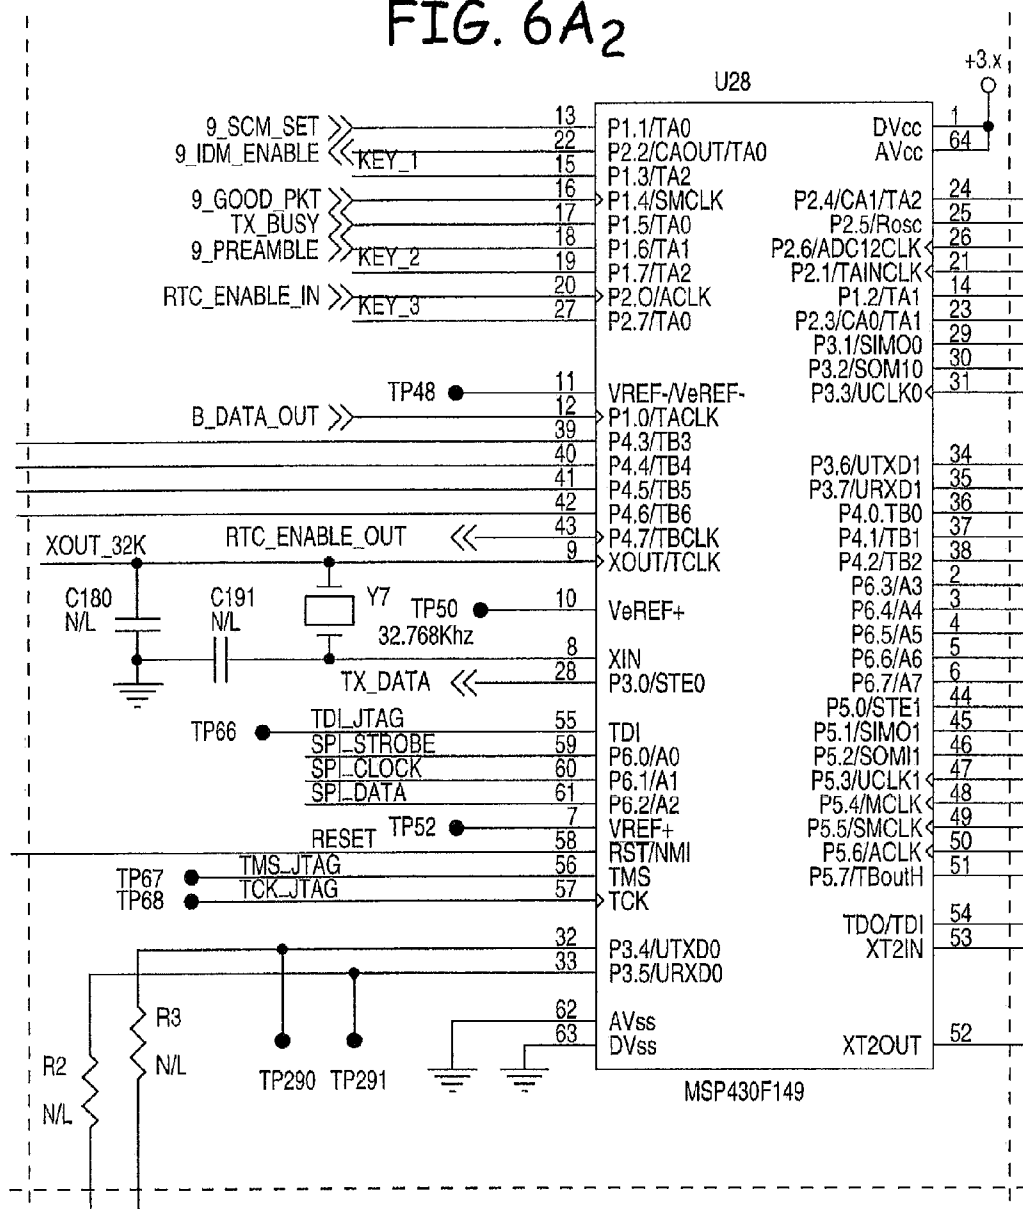 FIG. 6A2
+3.x
U28
9_SCM_SET 13 P1.1/TA0 DVcc 1
9_IDM_ENABLE 22 P2.2/CAOUT/TA0 AVcc 64
KEY_1 15 P1.3/TA2
9_GOOD_PKT 16 P1.4/SMCLK P2.4/CA1/TA2 24
TX_BUSY 17 P1.5/TA0 P2.5/Rosc 25
9_PREAMBLE 18 P1.6/TA1 P2.6/ADC12CLK 26
KEY_2 19 P1.7/TA2 P2.1/TAINCLK 21
RTC_ENABLE_IN 20 P2.0/ACLK P1.2/TA1 14
KEY_3 27 P2.7/TA0 P2.3/CA0/TA1 23
P3.1/SIMO0 29
P3.2/SOM10 30
TP48 11 VREF-/VeREF- P3.3/UCLK0 31
B_DATA_OUT 12 P1.0/TACLK
39 P4.3/TB3
40 P4.4/TB4 P3.6/UTXD1 34
41 P4.5/TB5 P3.7/URXD1 35
42 P4.6/TB6 P4.0.TB0 36
RTC_ENABLE_OUT 43 P4.7/TBCLK P4.1/TB1 37
XOUT_32K 9 XOUT/TCLK P4.2/TB2 38
P6.3/A3 2
C180 N/L C191 N/L Y7 32.768Khz
TP50 10 VeREF+ P6.4/A4 3
P6.5/A5 4
8 XIN P6.6/A6 5
TX_DATA 28 P3.0/STE0 P6.7/A7 6
P5.0/STE1 44
TP66 TDI_JTAG 55 TDI P5.1/SIMO1 45
SPI_STROBE 59 P6.0/A0 P5.2/SOMI1 46
SPI_CLOCK 60 P6.1/A1 P5.3/UCLK1 47
SPI_DATA 61 P6.2/A2 P5.4/MCLK 48
TP52 7 VREF+ P5.5/SMCLK 49
RESET 58 RST/NMI P5.6/ACLK 50
TP67 TMS_JTAG 56 TMS P5.7/TBoutH 51
TP68 TCK_JTAG 57 TCK
TDO/TDI 54
32 P3.4/UTXD0 XT2IN 53
33 P3.5/URXD0
R3 N/L
62 AVss
63 DVss XT2OUT 52
R2 N/L
TP290 TP291
MSP430F149